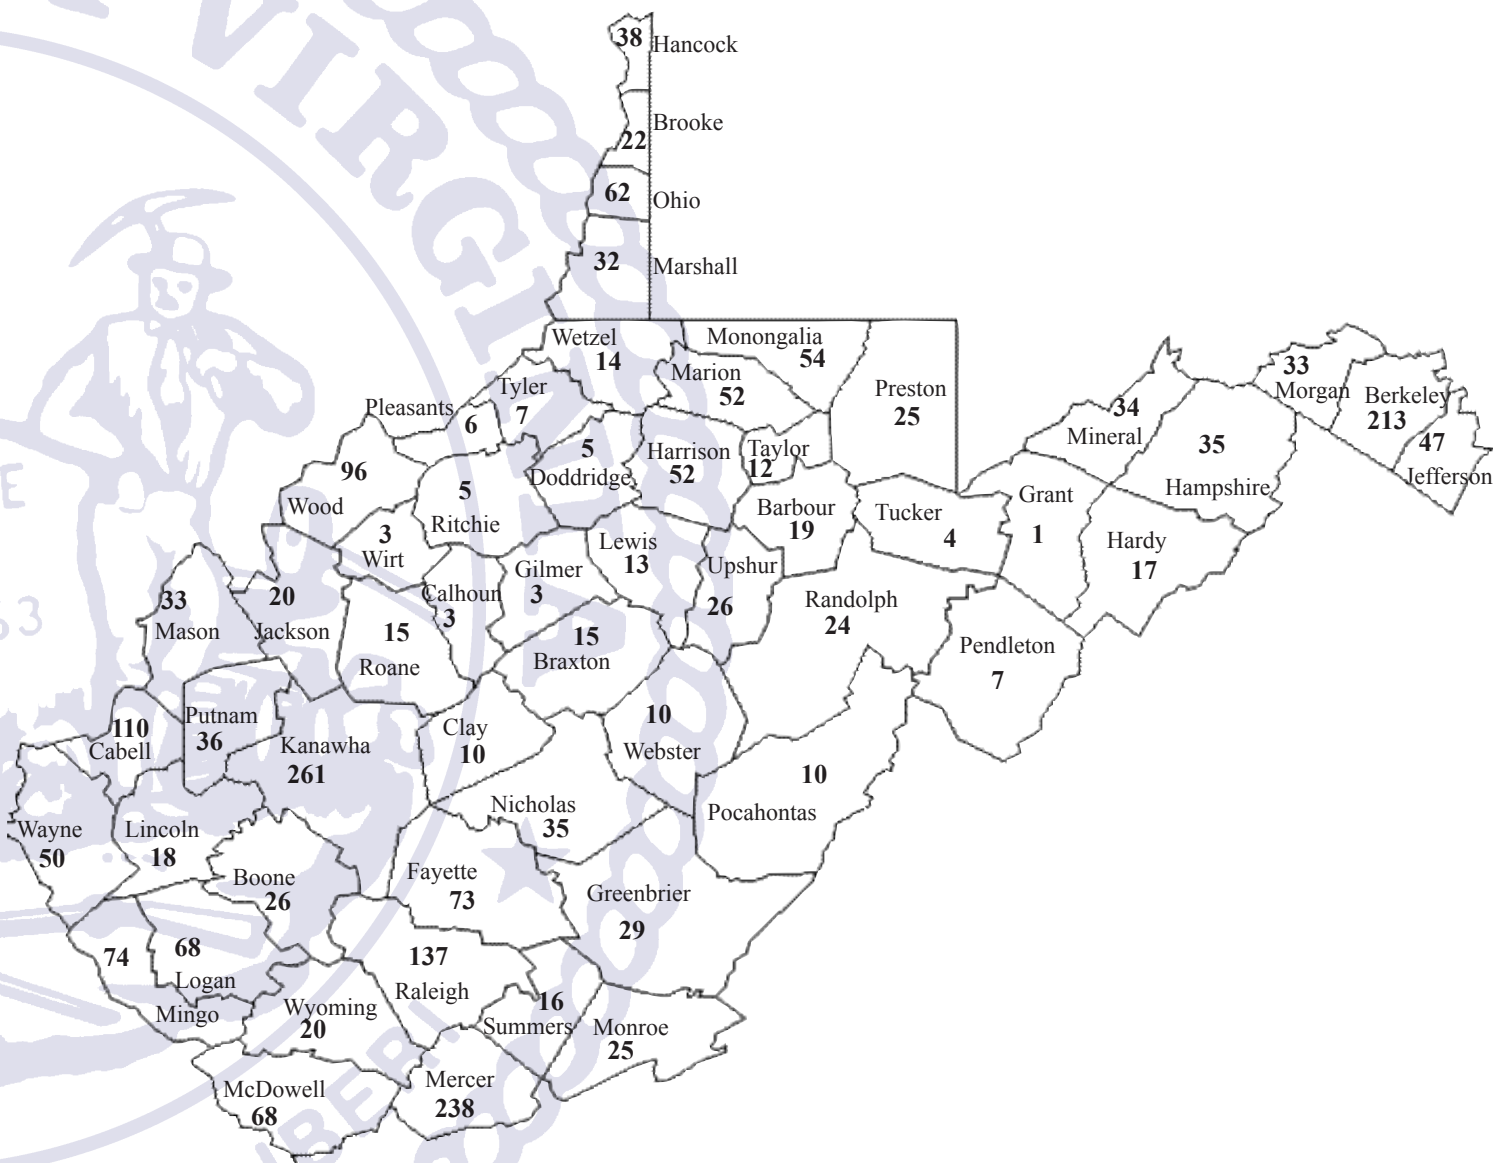 VIRGINIA
LIBERI
E
63
38
Hancock
Brooke
22
62
Ohio
32
Marshall
Wetzel
14
Monongalia
54
Marion
52
Preston
25
Tyler
7
Pleasants
6
33
Morgan
Berkeley
213
47
Jefferson
34
Mineral
35
Hampshire
96
Wood
5
Ritchie
5
Doddridge
Harrison
52
Taylor
12
Barbour
19
Tucker
4
Grant
1
Hardy
17
3
Wirt
Lewis
13
Gilmer
3
Upshur
26
Calhoun
3
Randolph
24
Pendleton
7
33
Mason
20
Jackson
15
Roane
15
Braxton
110
Cabell
Putnam
36
Kanawha
261
Clay
10
10
Webster
10
Pocahontas
Wayne
50
Lincoln
18
Nicholas
35
Boone
26
Fayette
73
Greenbrier
29
74
Mingo
68
Logan
137
Raleigh
Wyoming
20
16
Summers
Monroe
25
McDowell
68
Mercer
238